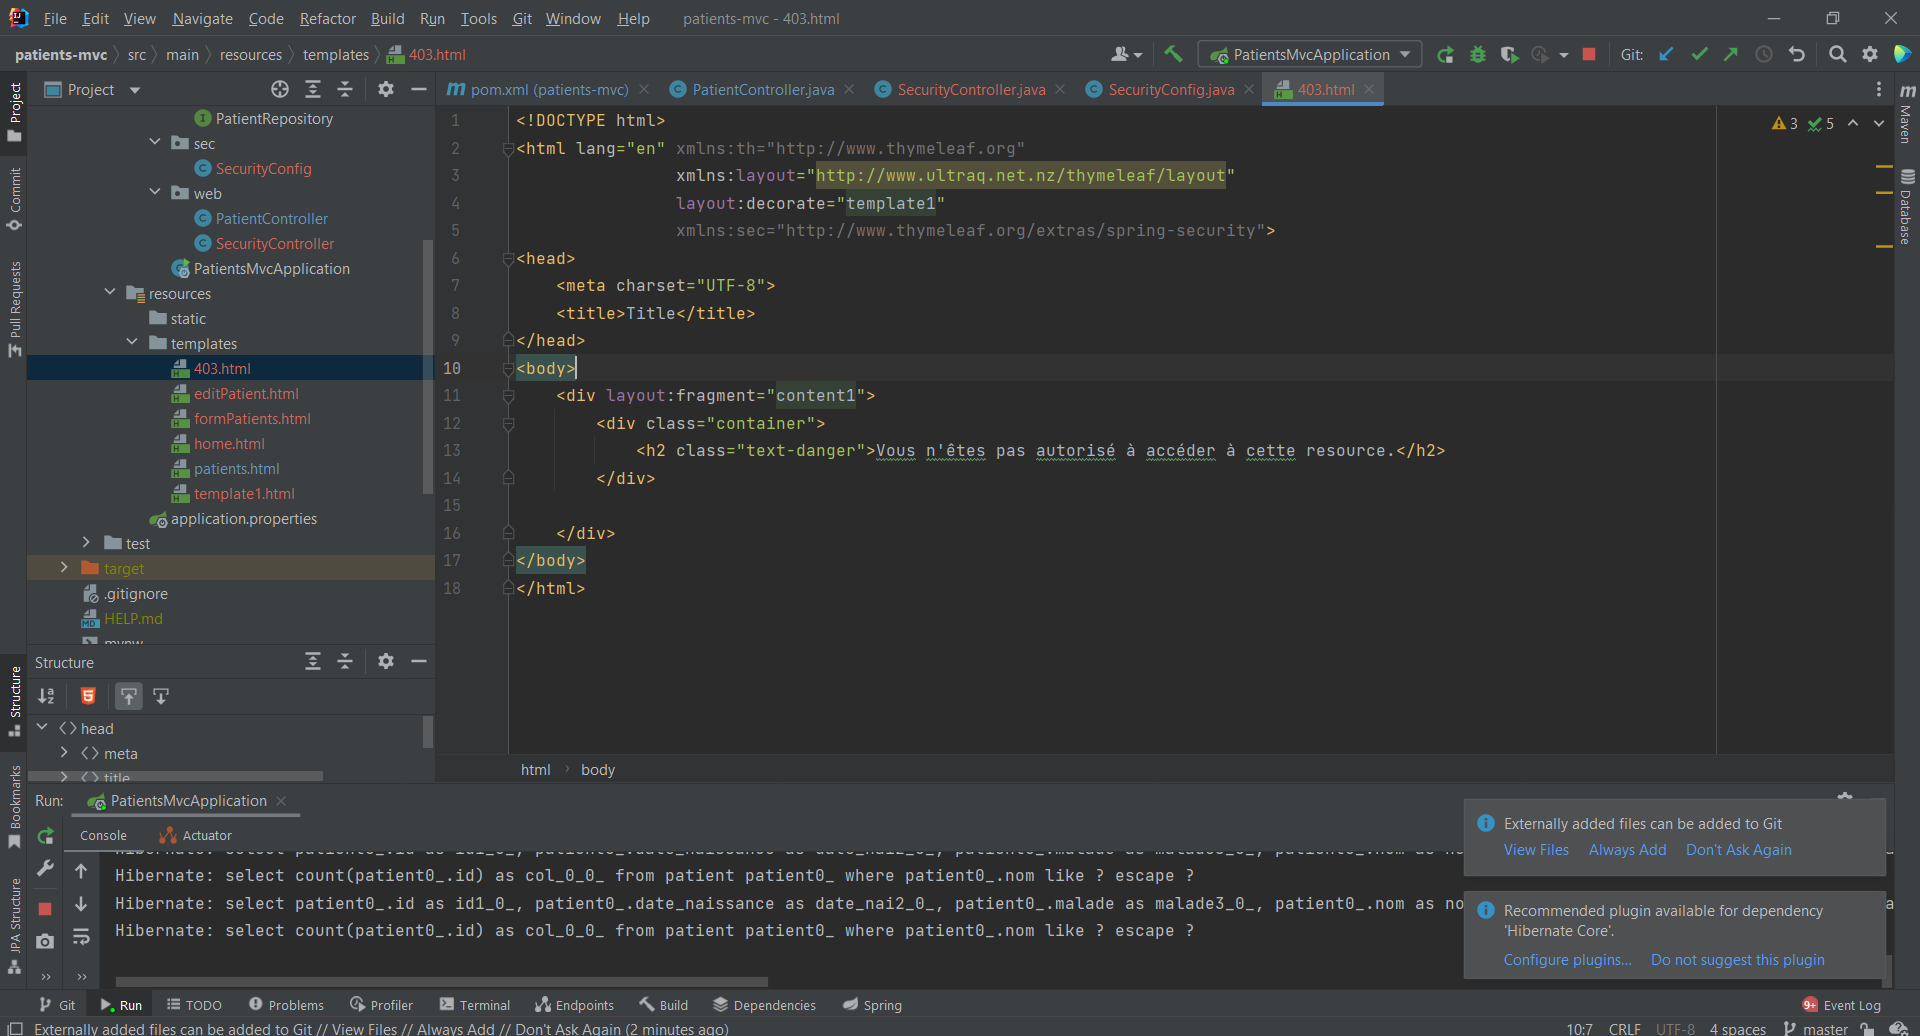 File Edit View Navigate Code Refactor Build Run Tools Git Window Help patients-mvc - 403.html
patients-mvc src main resources templates 403.html PatientsMvcApplication Git:
Project
pom.xml (patients-mvc) PatientController.java SecurityController.java SecurityConfig.java 403.html
PatientRepository
sec
SecurityConfig
web
PatientController
SecurityController
PatientsMvcApplication
resources
static
templates
403.html
editPatient.html
formPatients.html
home.html
patients.html
template1.html
application.properties
test
target
.gitignore
HELP.md
3 5
1 <!DOCTYPE html>
2 <html lang="en" xmlns:th="http://www.thymeleaf.org"
3 xmlns:layout="http://www.ultraq.net.nz/thymeleaf/layout"
4 layout:decorate="template1"
5 xmlns:sec="http://www.thymeleaf.org/extras/spring-security">
6 <head>
7 <meta charset="UTF-8">
8 <title>Title</title>
9 </head>
10 <body>
11 <div layout:fragment="content1">
12 <div class="container">
13 <h2 class="text-danger">Vous n'êtes pas autorisé à accéder à cette resource.</h2>
14 </div>
15
16 </div>
17 </body>
18 </html>
html body
Structure
head
meta
title
Project
Commit
Pull Requests
Structure
Bookmarks
JPA Structure
Maven
Database
Run: PatientsMvcApplication
Console Actuator
Hibernate: select count(patient0_.id) as col_0_0_ from patient patient0_ where patient0_.nom like ? escape ?
Hibernate: select patient0_.id as id1_0_, patient0_.date_naissance as date_nai2_0_, patient0_.malade as malade3_0_, patient0_.nom as no
Hibernate: select count(patient0_.id) as col_0_0_ from patient patient0_ where patient0_.nom like ? escape ?
Externally added files can be added to Git
View Files Always Add Don't Ask Again
Recommended plugin available for dependency
'Hibernate Core'.
Configure plugins... Do not suggest this plugin
Git Run TODO Problems Profiler Terminal Endpoints Build Dependencies Spring 9+ Event Log
Externally added files can be added to Git // View Files // Always Add // Don't Ask Again (2 minutes ago) 10:7 CRLF UTF-8 4 spaces master